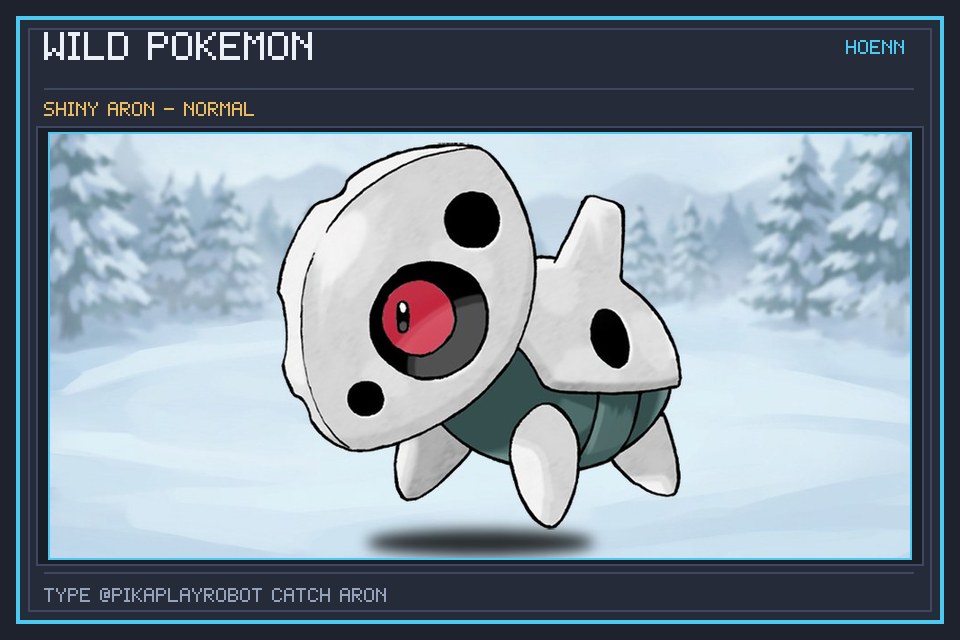 WILD POKEMON
HOENN
SHINY ARON - NORMAL
TYPE @PIKAPLAYROBOT CATCH ARON